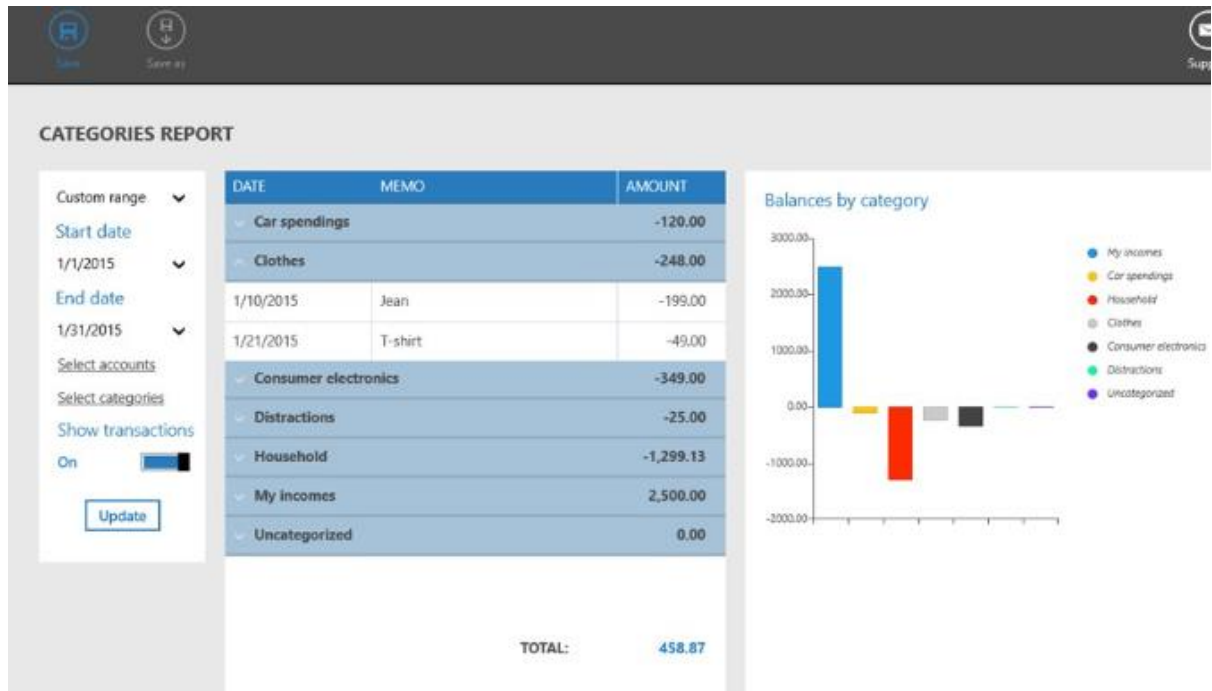 Save Save as
CATEGORIES REPORT
Custom range
Start date
1/1/2015
End date
1/31/2015
Select accounts
Select categories
Show transactions
On
Update
DATE MEMO AMOUNT
Car spendings -120.00
Clothes -248.00
1/10/2015 Jean -199.00
1/21/2015 T-shirt -49.00
Consumer electronics -349.00
Distractions -25.00
Household -1,299.13
My incomes 2,500.00
Uncategorized 0.00
TOTAL: 458.87
Balances by category
3000.00
2000.00
1000.00
0.00
-1000.00
-2000.00
My incomes
Car spendings
Household
Clothes
Consumer electronics
Distractions
Uncategorized